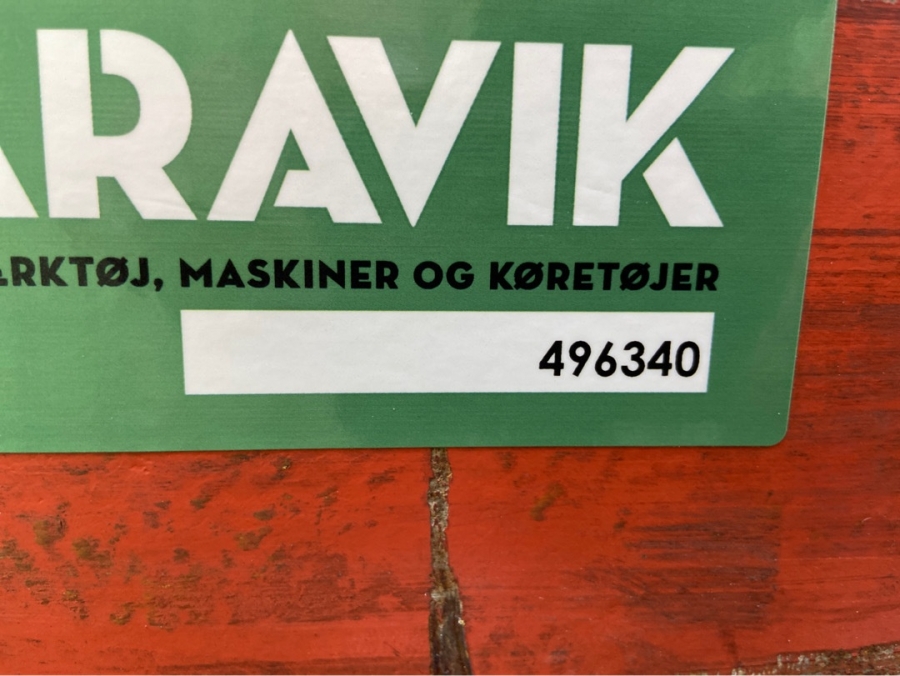 ARAVIK
ÆRKTØJ, MASKINER OG KØRETØJER
496340